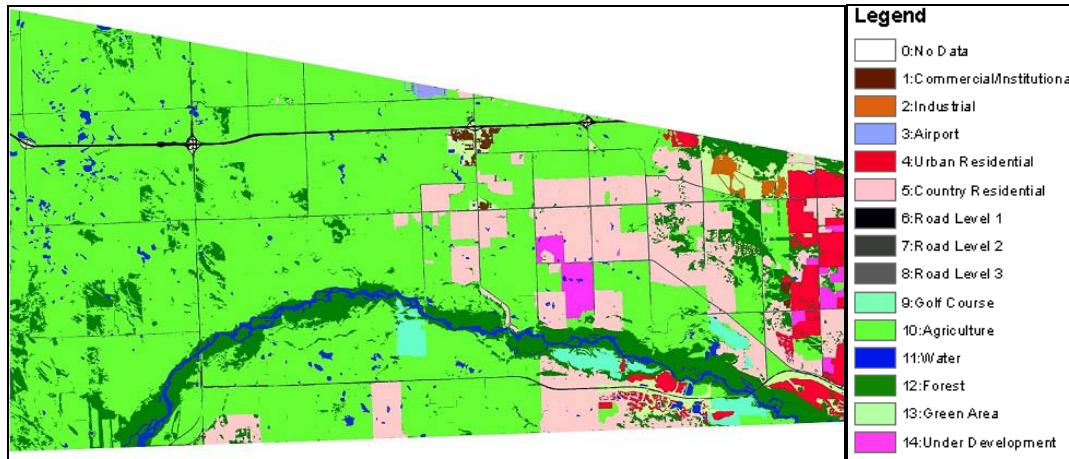 Legend
0:No Data
1:Commercial/Institutiona
2:Industrial
3:Airport
4:Urban Residential
5:Country Residential
6:Road Level 1
7:Road Level 2
8:Road Level 3
9:Golf Course
10:Agriculture
11:Water
12:Forest
13:Green Area
14:Under Development